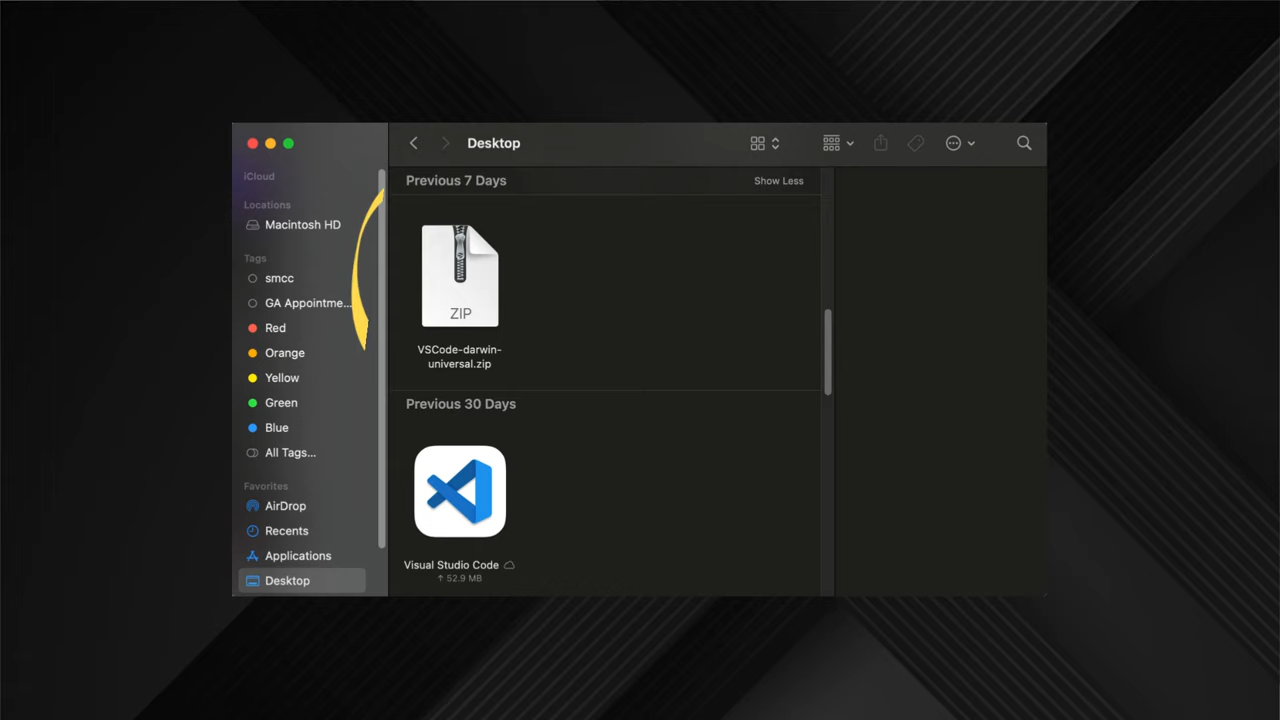 iCloud
Locations
Macintosh HD
Tags
smcc
GA Appointme...
Red
Orange
Yellow
Green
Blue
All Tags...
Favorites
AirDrop
Recents
Applications
Desktop
Desktop
Previous 7 Days
Show Less
ZIP
VSCode-darwin-
universal.zip
Previous 30 Days
Visual Studio Code
↑ 52.9 MB